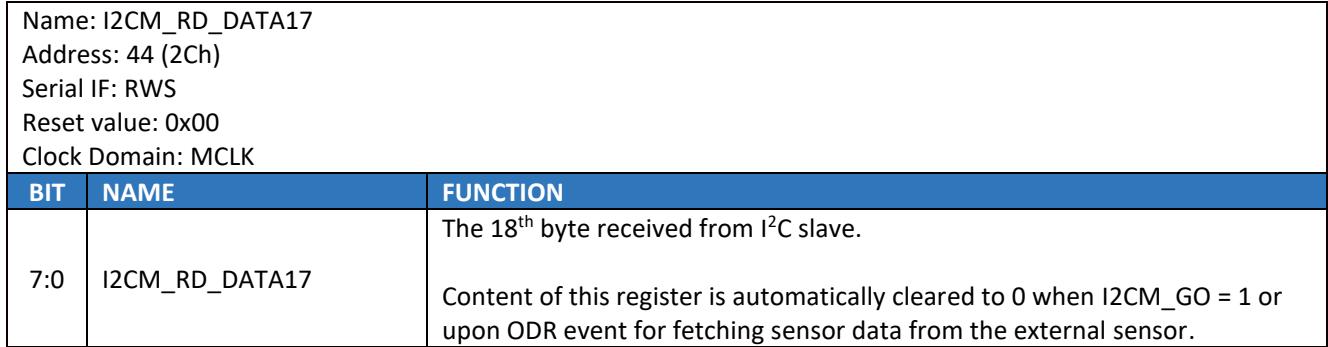 Name: I2CM_RD_DATA17
Address: 44 (2Ch)
Serial IF: RWS
Reset value: 0x00
Clock Domain: MCLK
BIT NAME FUNCTION
7:0 I2CM_RD_DATA17
The 18th byte received from I2C slave.
Content of this register is automatically cleared to 0 when I2CM_GO = 1 or
upon ODR event for fetching sensor data from the external sensor.